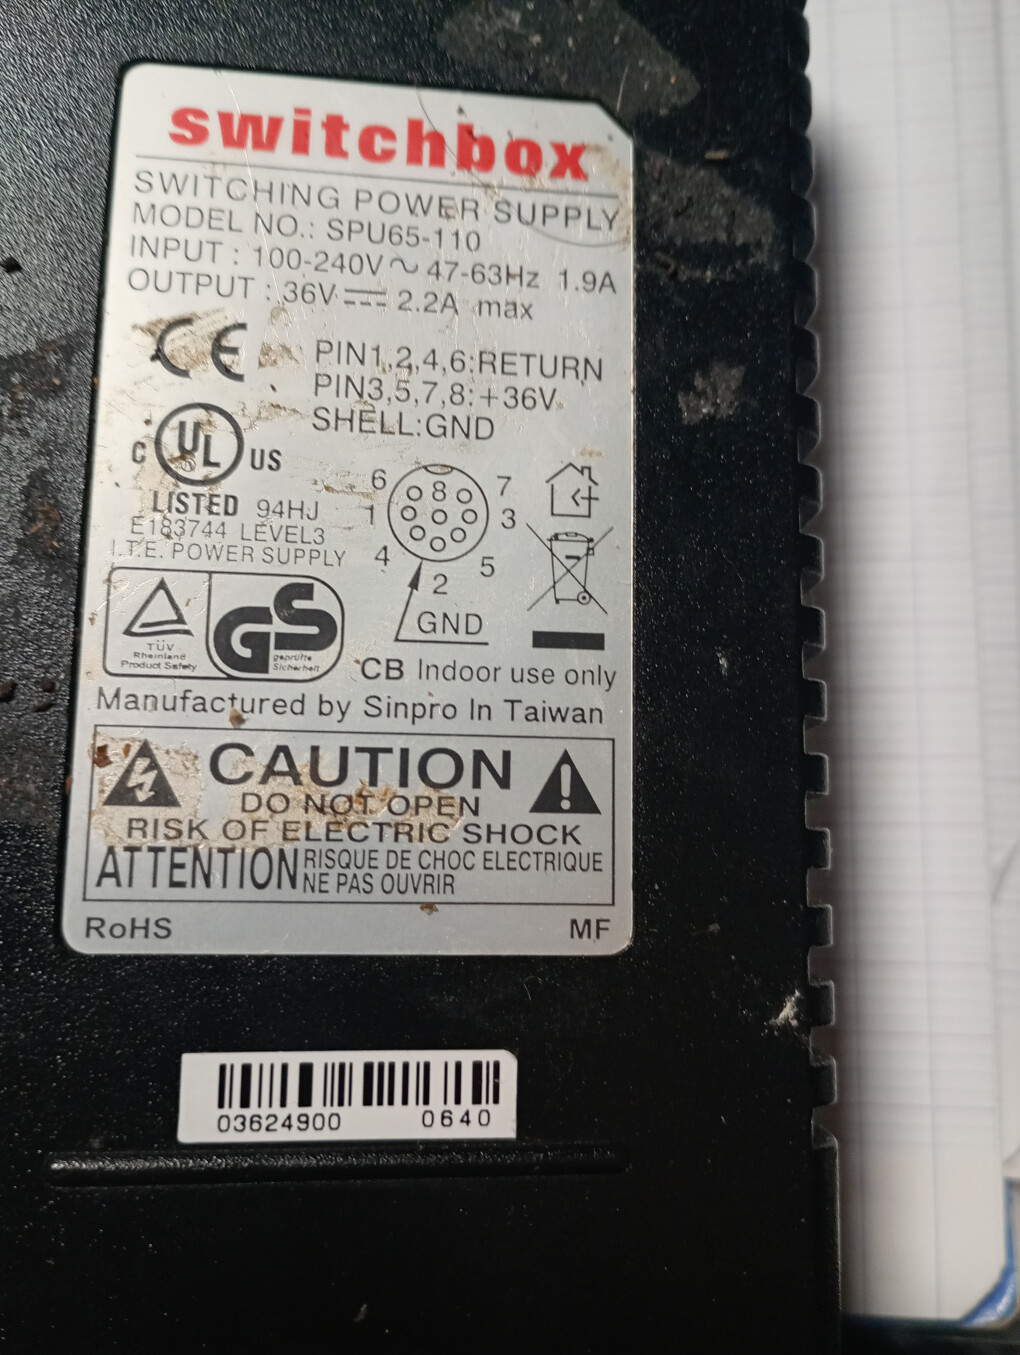 switchbox
SWITCHING POWER SUPPLY
MODEL NO.: SPU65-110
INPUT : 100-240V ~ 47-63Hz 1.9A
OUTPUT : 36V ⎓ 2.2A max
CE
PIN1,2,4,6:RETURN
PIN3,5,7,8:+36V
SHELL:GND
C UL US
LISTED 94HJ
E183744 LEVEL3
I.T.E. POWER SUPPLY
6 8 7
1 3
4 2 5
GND
TÜV
Rheinland
Product Safety
GS
geprüfte
Sicherheit
CB Indoor use only
Manufactured by Sinpro In Taiwan
CAUTION
DO NOT OPEN
RISK OF ELECTRIC SHOCK
ATTENTION RISQUE DE CHOC ELECTRIQUE
NE PAS OUVRIR
RoHS MF
03624900 0640